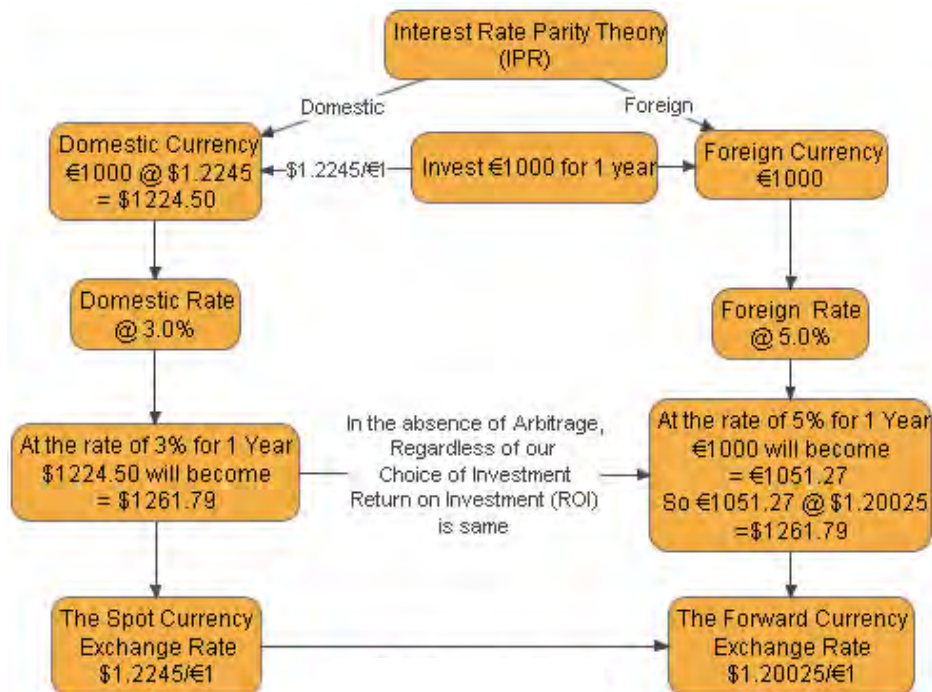 Interest Rate Parity Theory
(IPR)
Domestic
Foreign
Domestic Currency
€1000 @ $1.2245
= $1224.50
$1.2245/€1
Invest €1000 for 1 year
Foreign Currency
€1000
Domestic Rate
@ 3.0%
Foreign Rate
@ 5.0%
At the rate of 3% for 1 Year
$1224.50 will become
= $1261.79
In the absence of Arbitrage,
Regardless of our
Choice of Investment
Return on Investment (ROI)
is same
At the rate of 5% for 1 Year
€1000 will become
= €1051.27
So €1051.27 @ $1.20025
=$1261.79
The Spot Currency
Exchange Rate
$1.2245/€1
The Forward Currency
Exchange Rate
$1.20025/€1